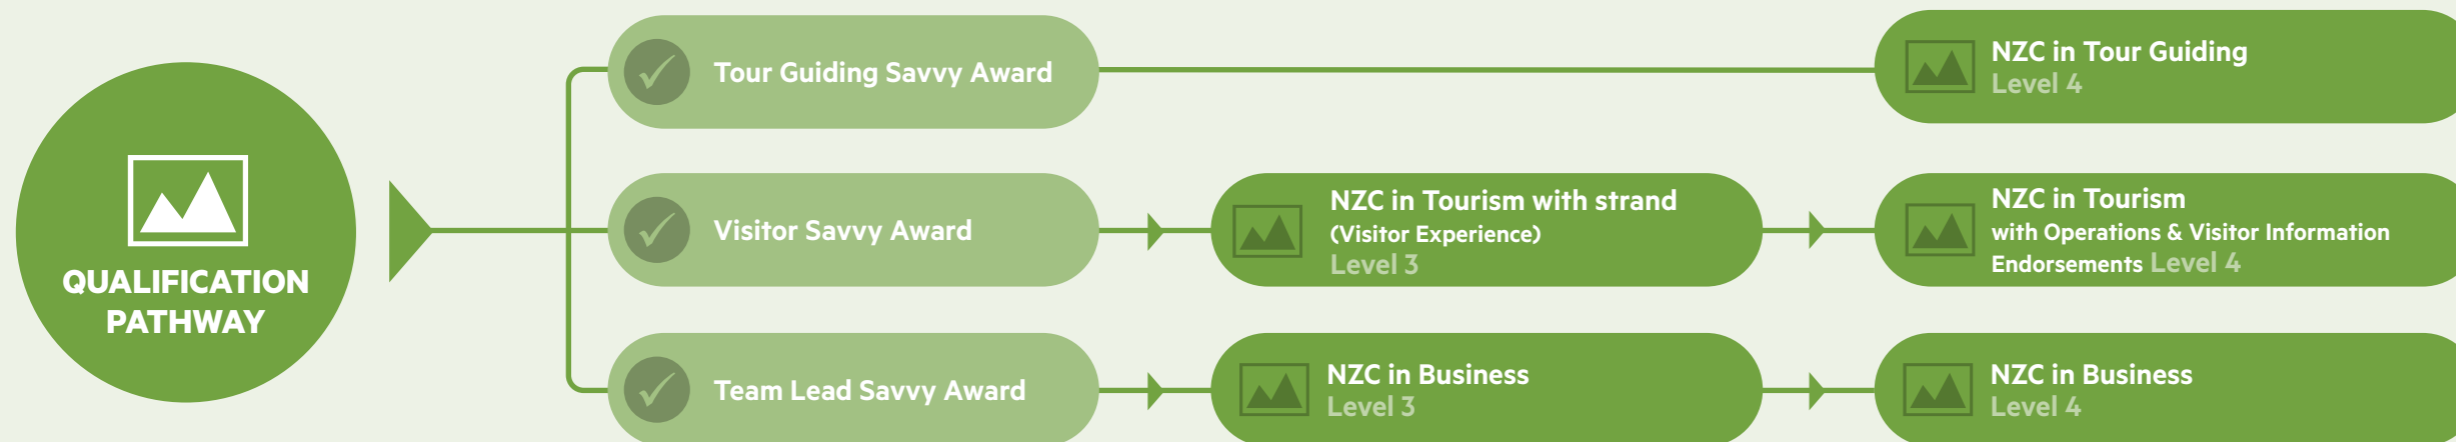 QUALIFICATION
PATHWAY
Tour Guiding Savvy Award
NZC in Tour Guiding
Level 4
Visitor Savvy Award
NZC in Tourism with strand
(Visitor Experience)
Level 3
NZC in Tourism
with Operations & Visitor Information
Endorsements Level 4
Team Lead Savvy Award
NZC in Business
Level 3
NZC in Business
Level 4